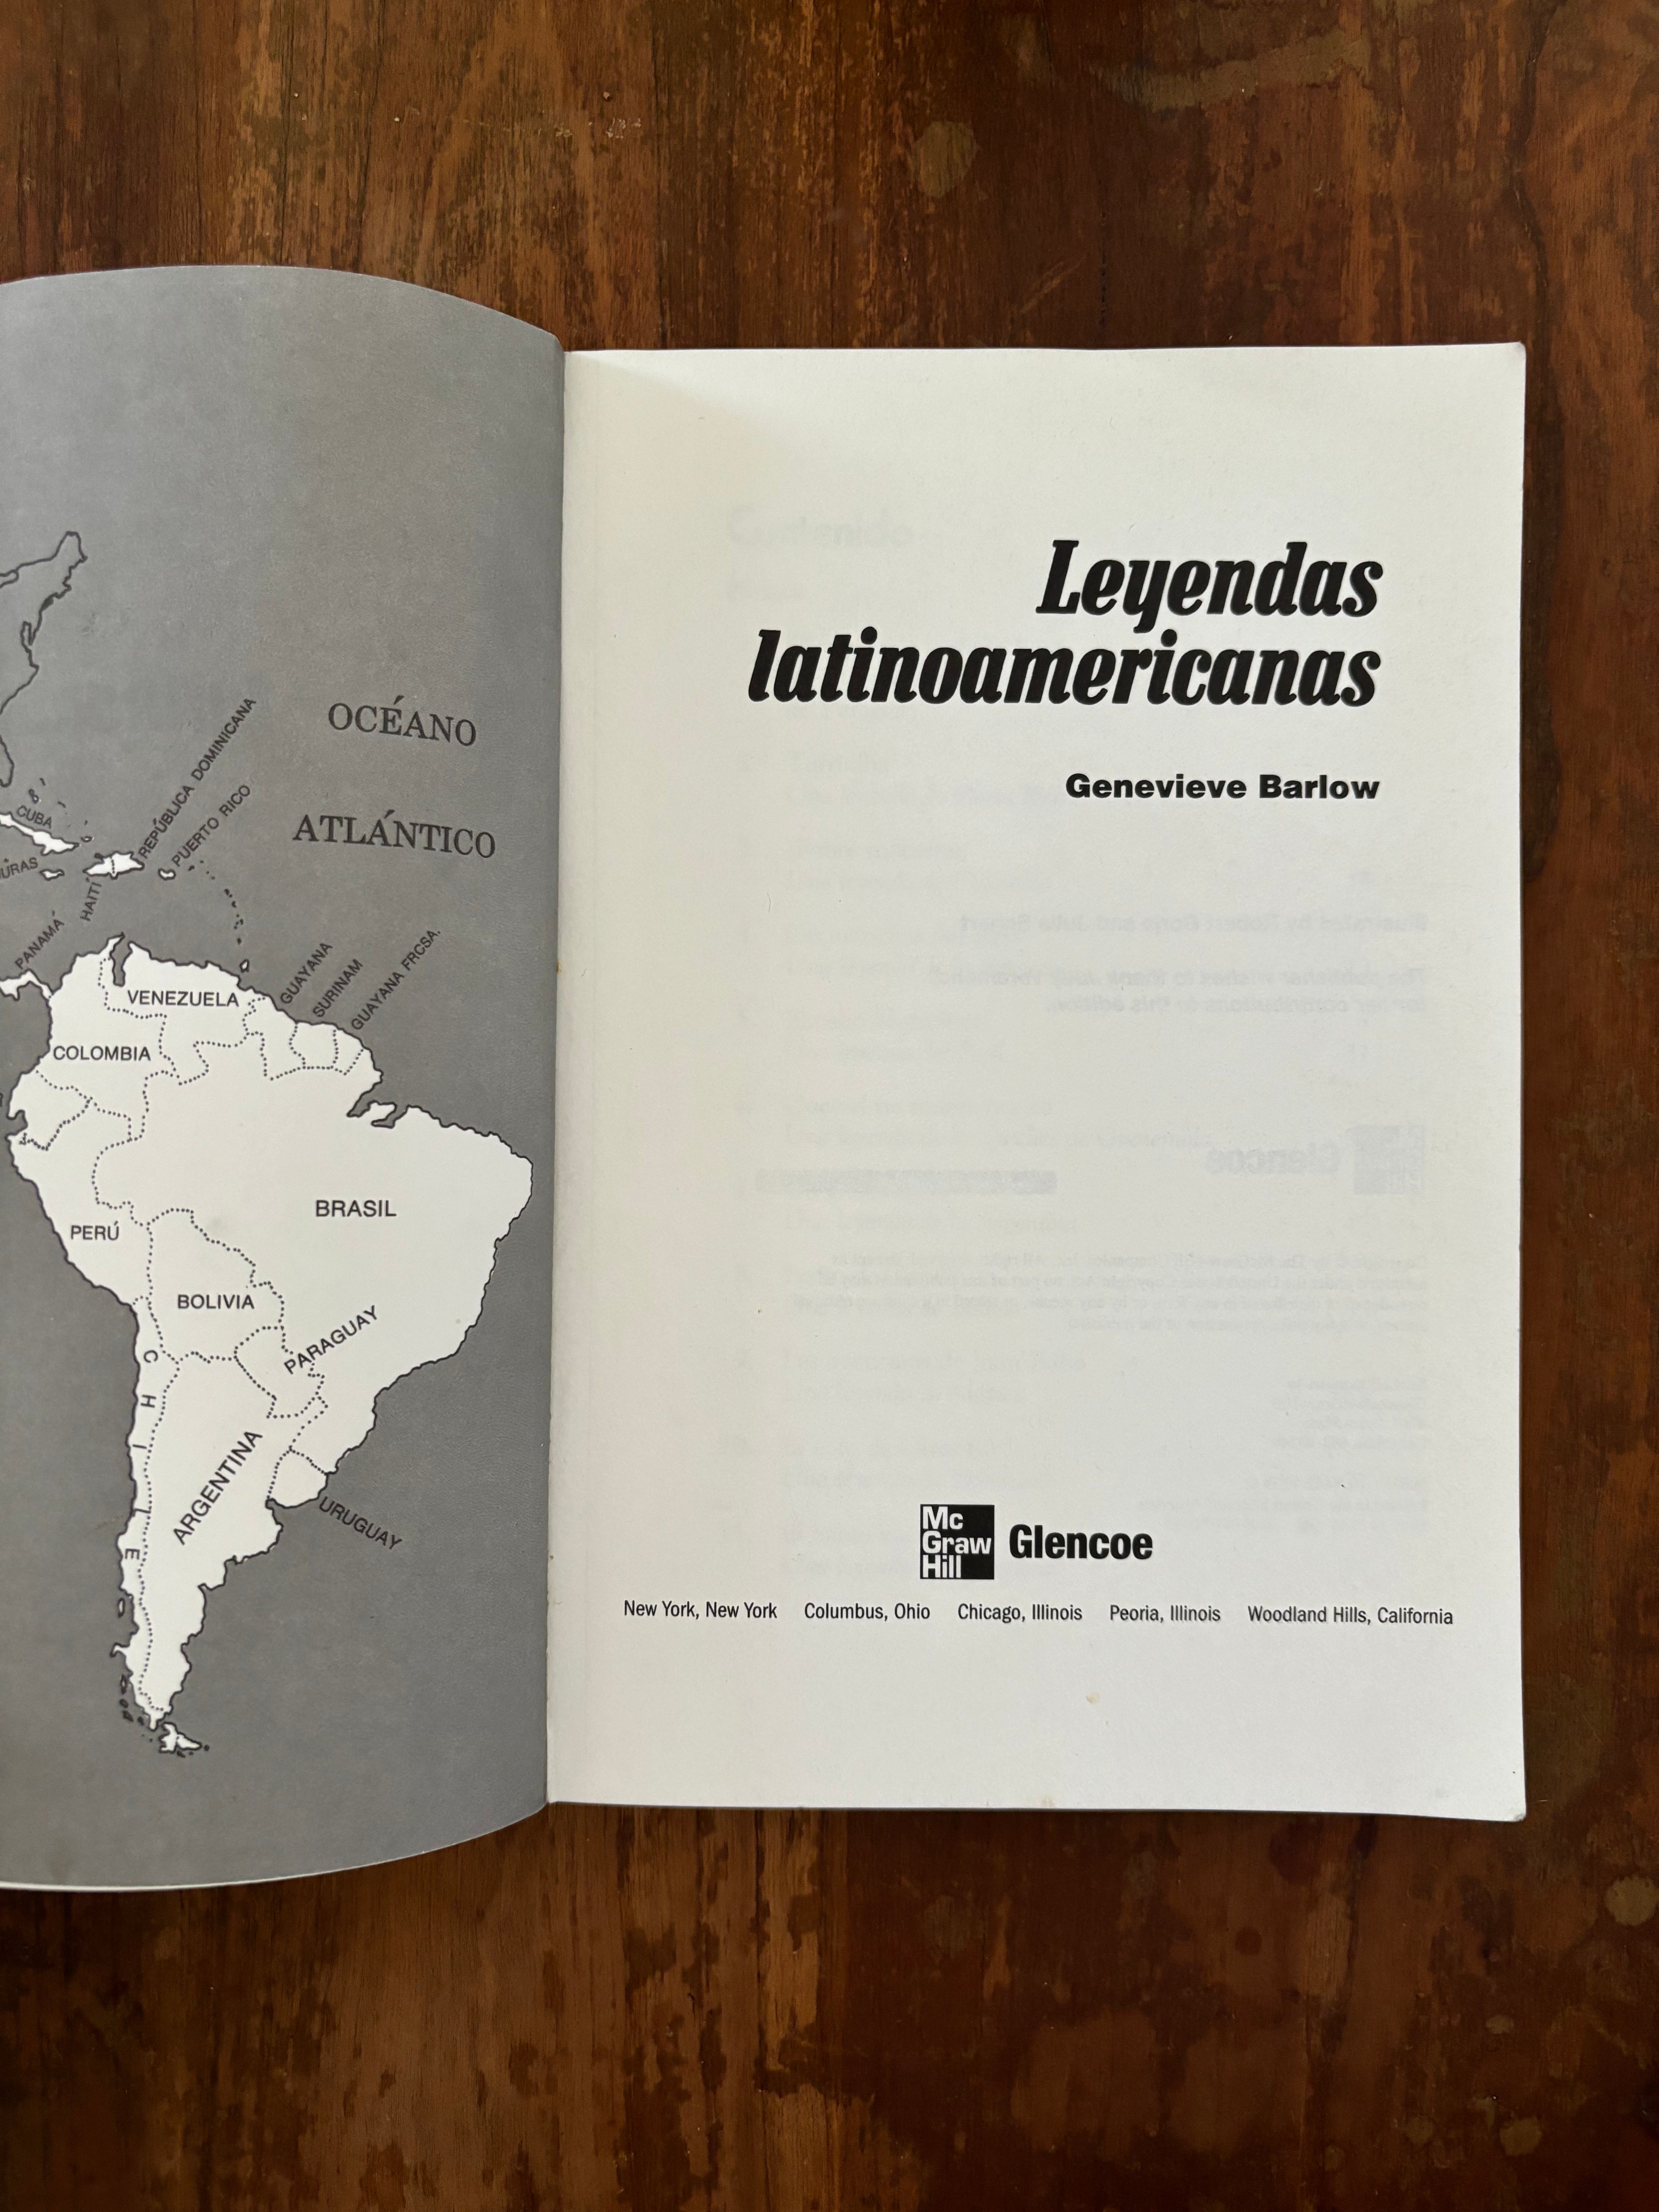 OCÉANO
ATLÁNTICO
CUBA
REPÚBLICA DOMINICANA
PUERTO RICO
HAITÍ
PANAMÁ
GUAYANA
SURINAM
GUAYANA FRCSA.
VENEZUELA
COLOMBIA
BRASIL
PERÚ
BOLIVIA
PARAGUAY
CHILE
ARGENTINA
URUGUAY
Leyendas
latinoamericanas
Genevieve Barlow
Mc
Graw
Hill
Glencoe
New York, New York Columbus, Ohio Chicago, Illinois Peoria, Illinois Woodland Hills, California